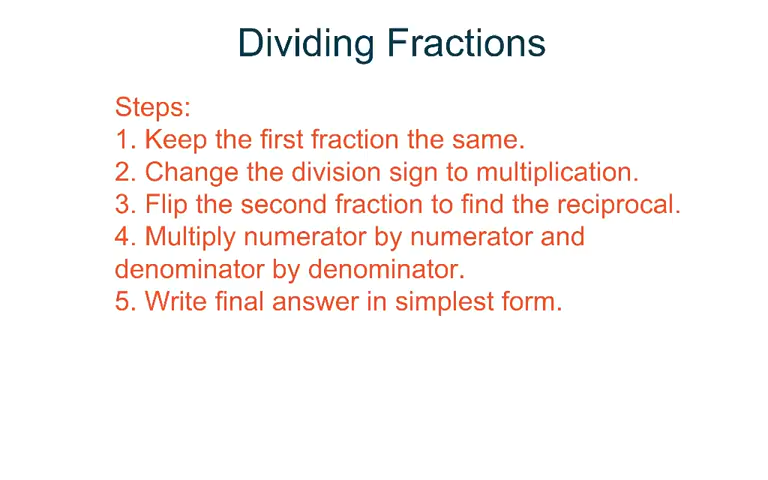 Dividing Fractions
Steps:
1. Keep the first fraction the same.
2. Change the division sign to multiplication.
3. Flip the second fraction to find the reciprocal.
4. Multiply numerator by numerator and
denominator by denominator.
5. Write final answer in simplest form.